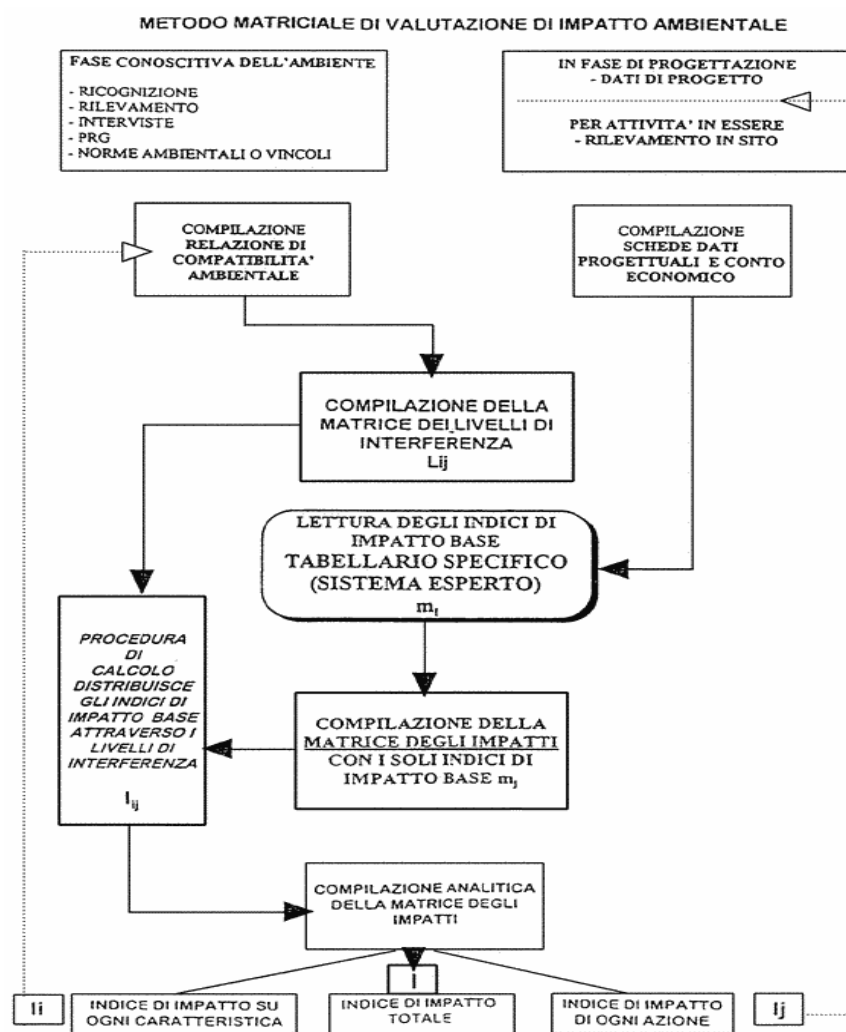 METODO MATRICIALE DI VALUTAZIONE DI IMPATTO AMBIENTALE
FASE CONOSCITIVA DELL'AMBIENTE
- RICOGNIZIONE
- RILEVAMENTO
- INTERVISTE
- PRG
- NORME AMBIENTALI O VINCOLI
IN FASE DI PROGETTAZIONE
- DATI DI PROGETTO
PER ATTIVITA' IN ESSERE
- RILEVAMENTO IN SITO
COMPILAZIONE
RELAZIONE DI
COMPATIBILITA'
AMBIENTALE
COMPILAZIONE
SCHEDE DATI
PROGETTUALI E CONTO
ECONOMICO
COMPILAZIONE DELLA
MATRICE DEI LIVELLI DI
INTERFERENZA
Lij
LETTURA DEGLI INDICI DI
IMPATTO BASE
TABELLARIO SPECIFICO
(SISTEMA ESPERTO)
mj
PROCEDURA
DI
CALCOLO
DISTRIBUISCE
GLI INDICI DI
IMPATTO BASE
ATTRAVERSO I
LIVELLI DI
INTERFERENZA
Iij
COMPILAZIONE DELLA
MATRICE DEGLI IMPATTI
CON I SOLI INDICI DI
IMPATTO BASE mj
COMPILAZIONE ANALITICA
DELLA MATRICE DEGLI
IMPATTI
Ii
INDICE DI IMPATTO SU
OGNI CARATTERISTICA
I
INDICE DI IMPATTO
TOTALE
INDICE DI IMPATTO
DI OGNI AZIONE
Ij